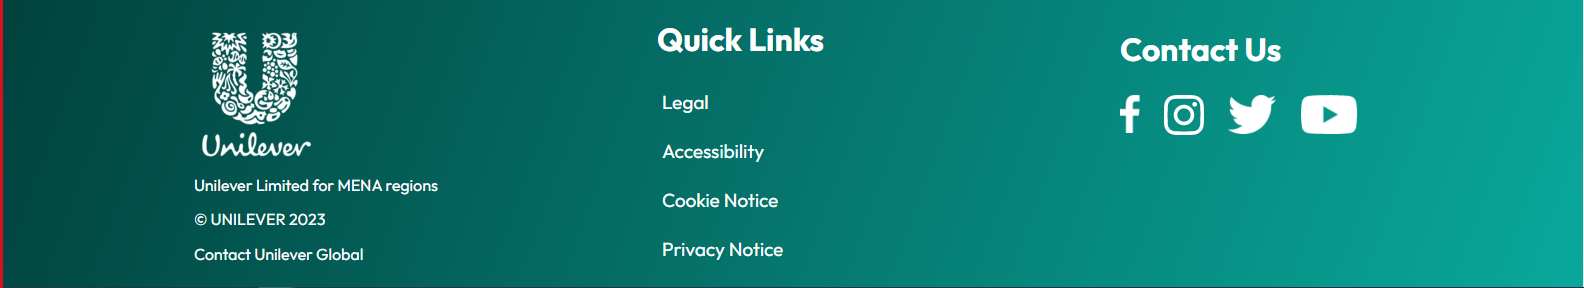 Unilever
Unilever Limited for MENA regions
© UNILEVER 2023
Contact Unilever Global
Quick Links
Legal
Accessibility
Cookie Notice
Privacy Notice
Contact Us